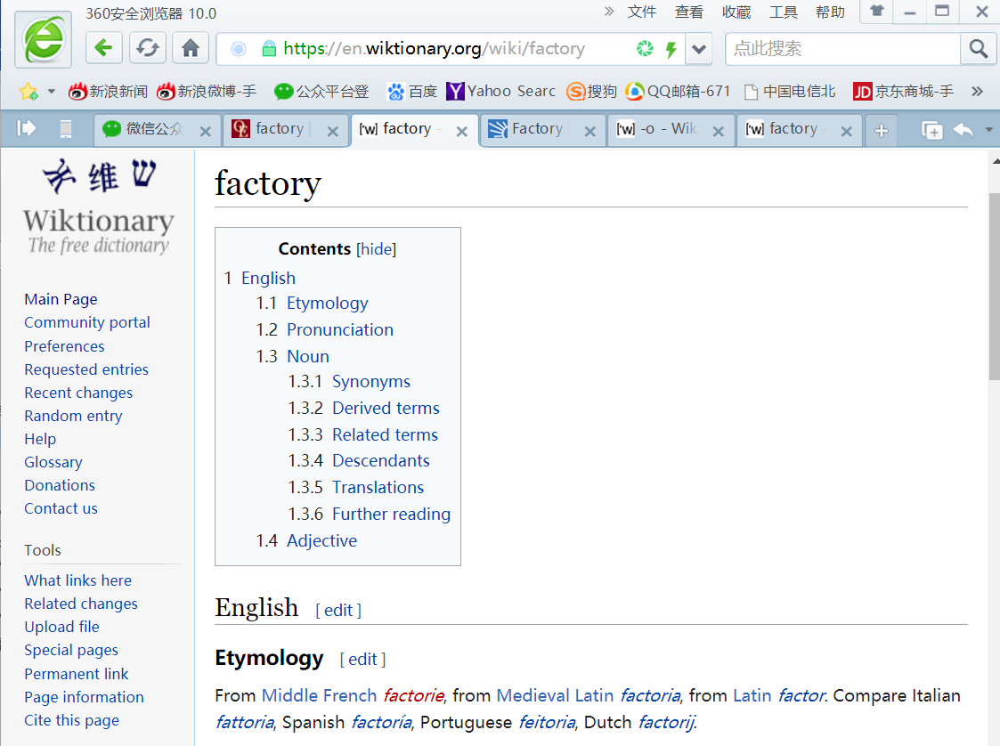 360安全浏览器 10.0 » 文件 查看 收藏 工具 帮助
https://en.wiktionary.org/wiki/factory 点此搜索
新浪新闻 新浪微博-手 公众平台登 百度 Yahoo Searc 搜狗 QQ邮箱-671 中国电信北 JD 京东商城-手 »
微信公众 factory ['w] factory - Factory ['w] -o - Wik ['w] factory -
维
Wiktionary
The free dictionary
Main Page
Community portal
Preferences
Requested entries
Recent changes
Random entry
Help
Glossary
Donations
Contact us
Tools
What links here
Related changes
Upload file
Special pages
Permanent link
Page information
Cite this page
factory
Contents [hide]
1 English
1.1 Etymology
1.2 Pronunciation
1.3 Noun
1.3.1 Synonyms
1.3.2 Derived terms
1.3.3 Related terms
1.3.4 Descendants
1.3.5 Translations
1.3.6 Further reading
1.4 Adjective
English [ edit ]
Etymology [ edit ]
From Middle French factorie, from Medieval Latin factoria, from Latin factor. Compare Italian
fattoria, Spanish factoría, Portuguese feitoria, Dutch factorij.